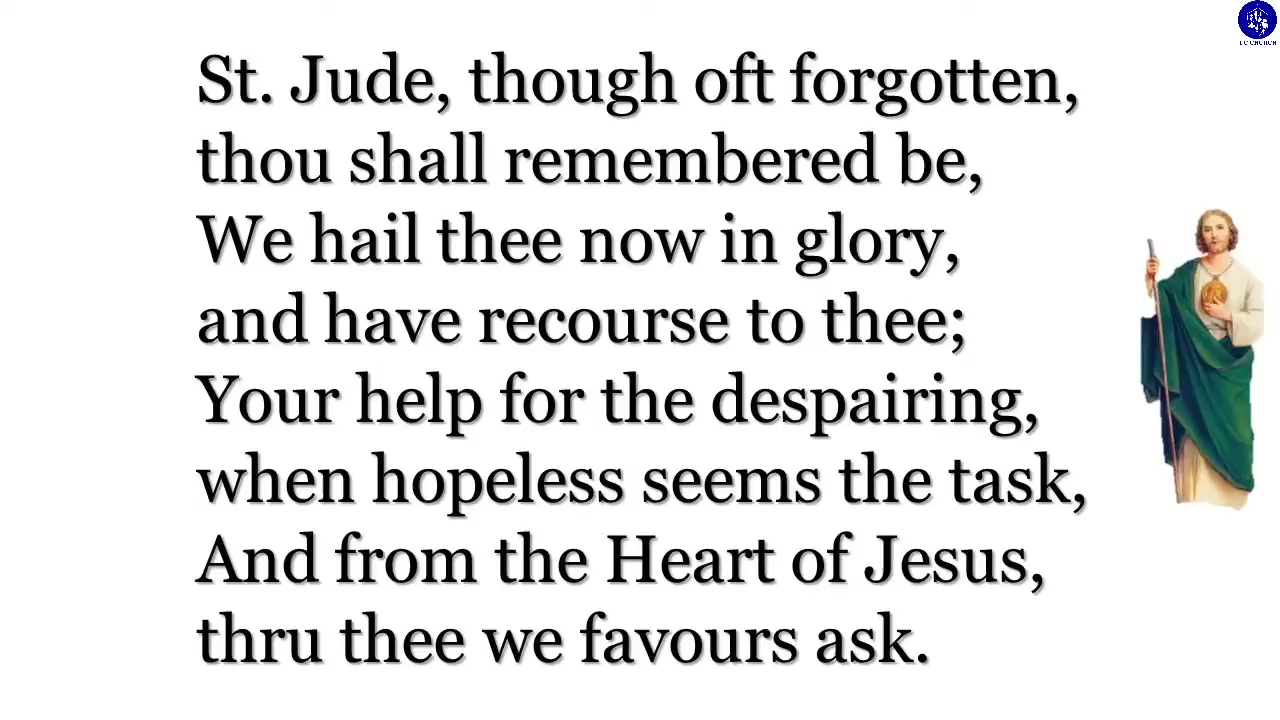 St. Jude, though oft forgotten,
thou shall remembered be,
We hail thee now in glory,
and have recourse to thee;
Your help for the despairing,
when hopeless seems the task,
And from the Heart of Jesus,
thru thee we favours ask.